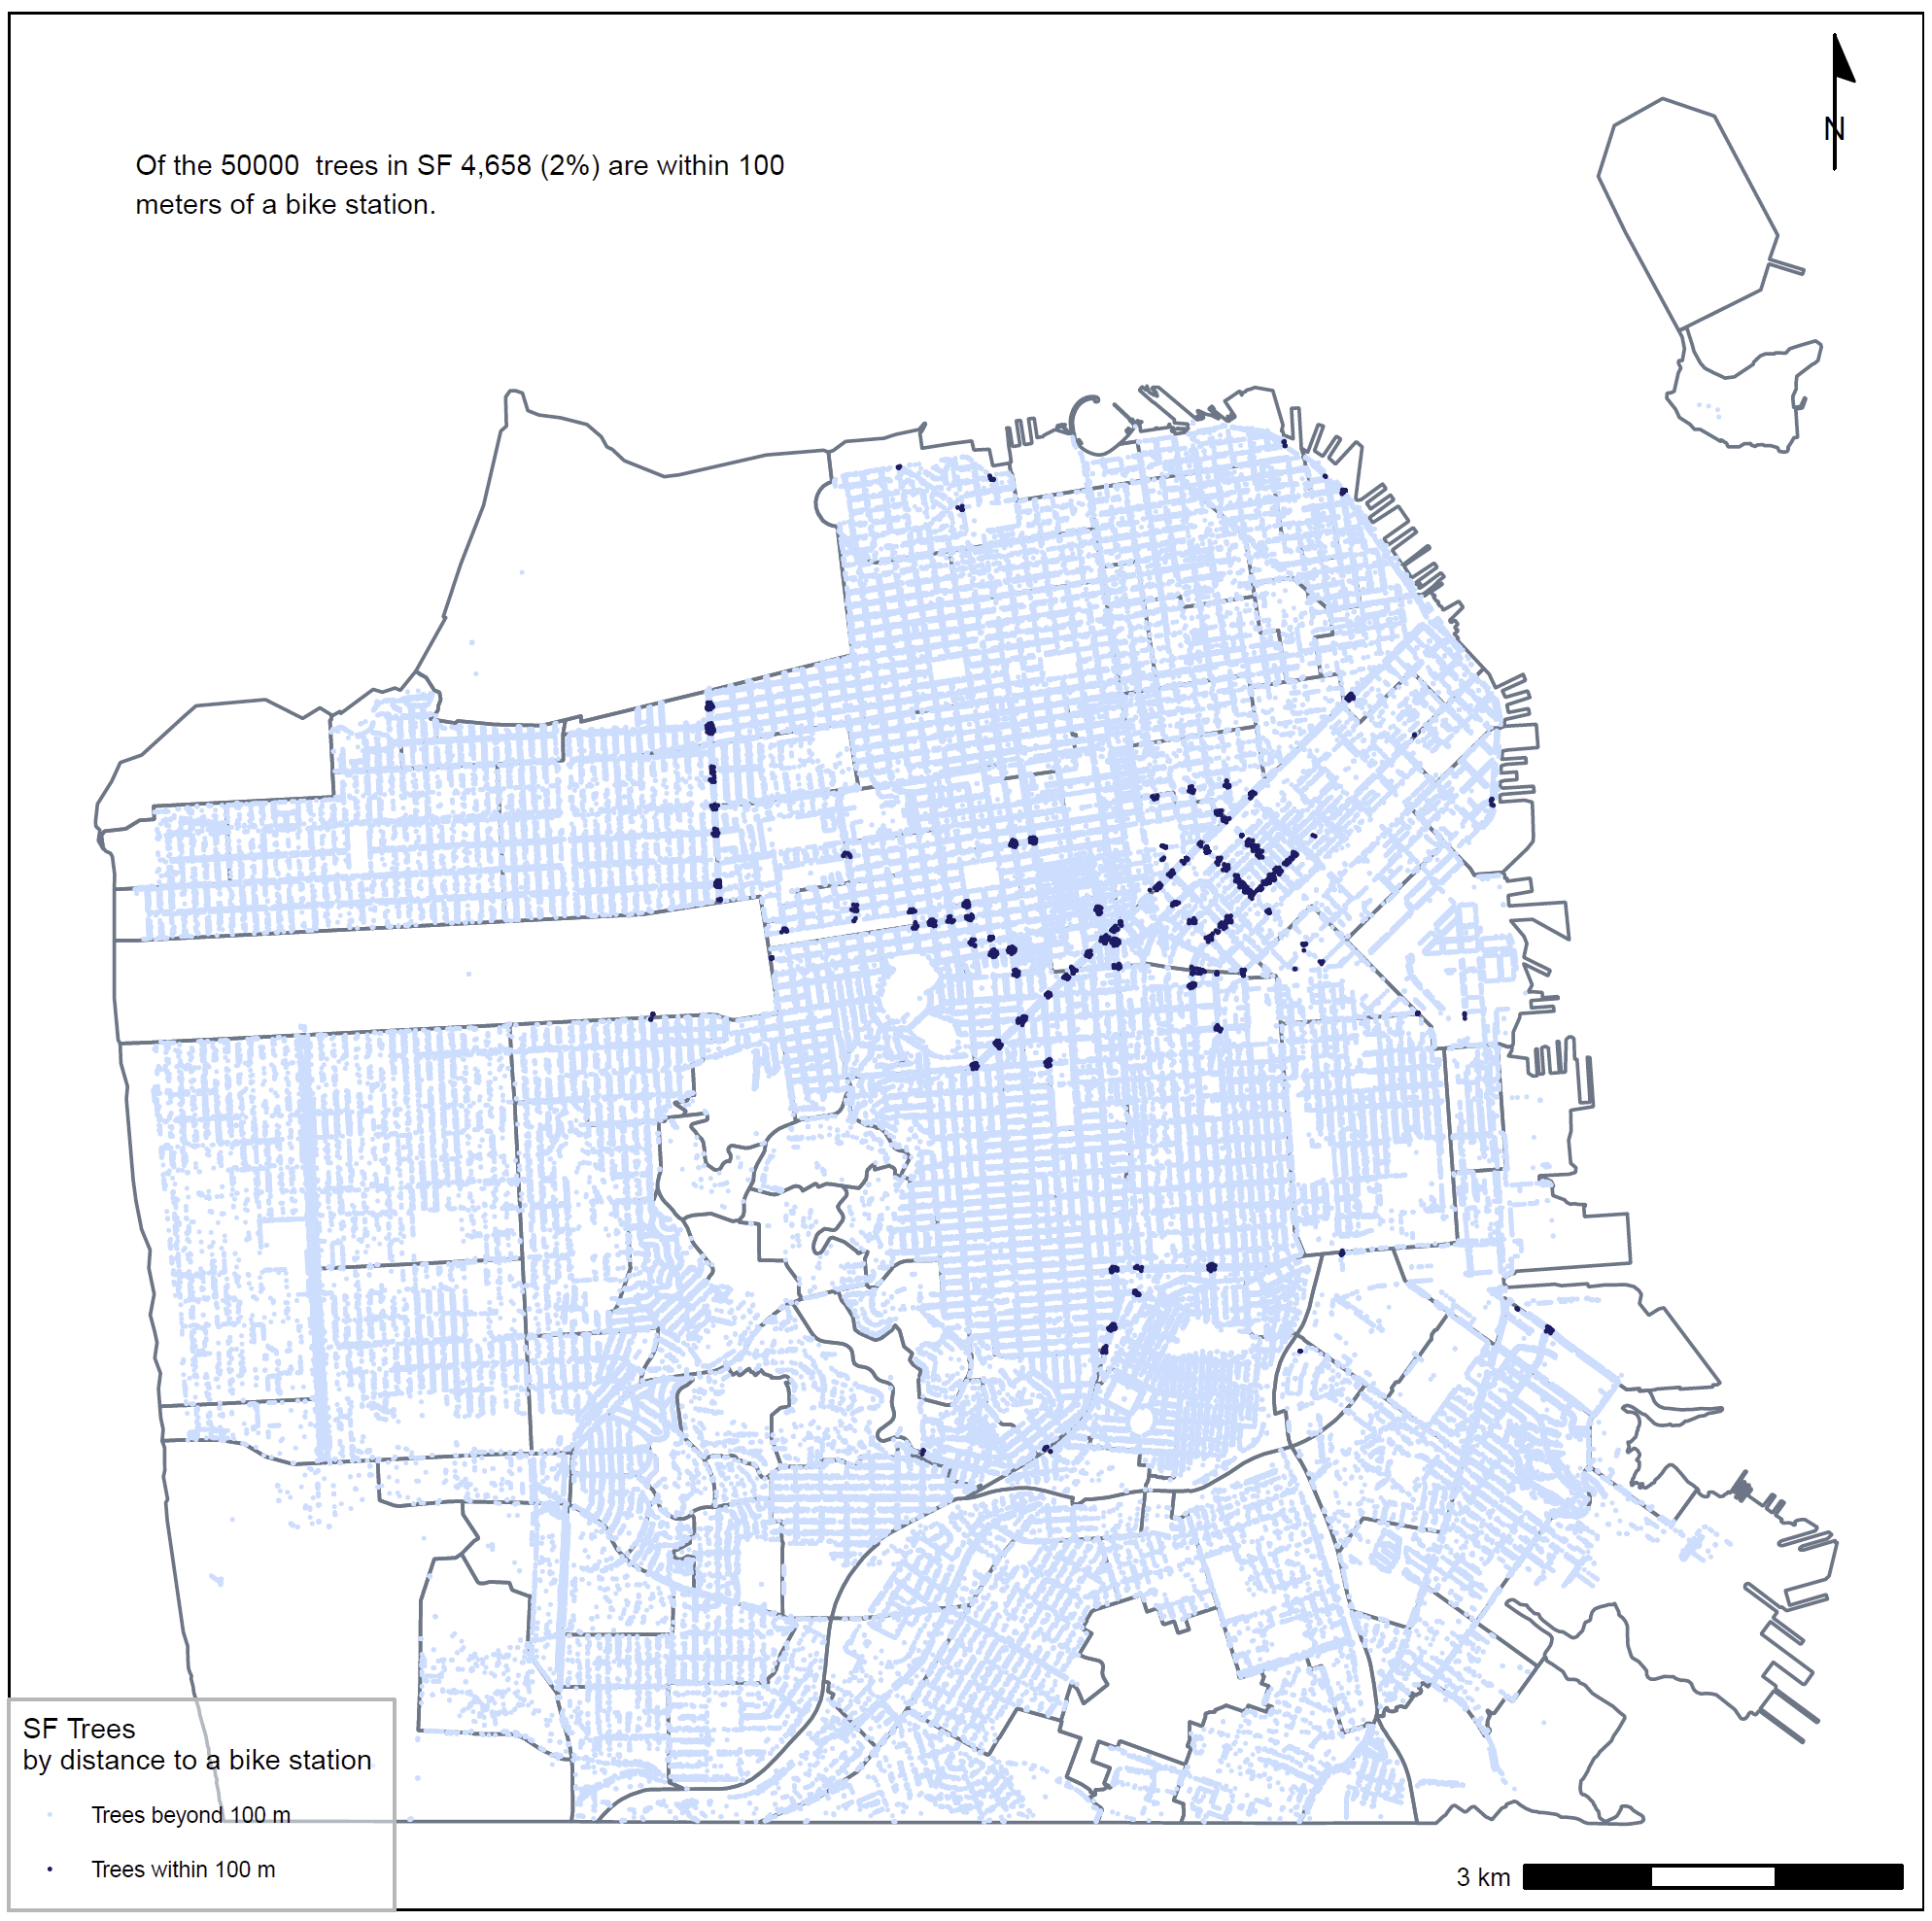 N
Of the 50000  trees in SF 4,658 (2%) are within 100
meters of a bike station.
SF Trees
by distance to a bike station
Trees beyond 100 m
Trees within 100 m
3 km